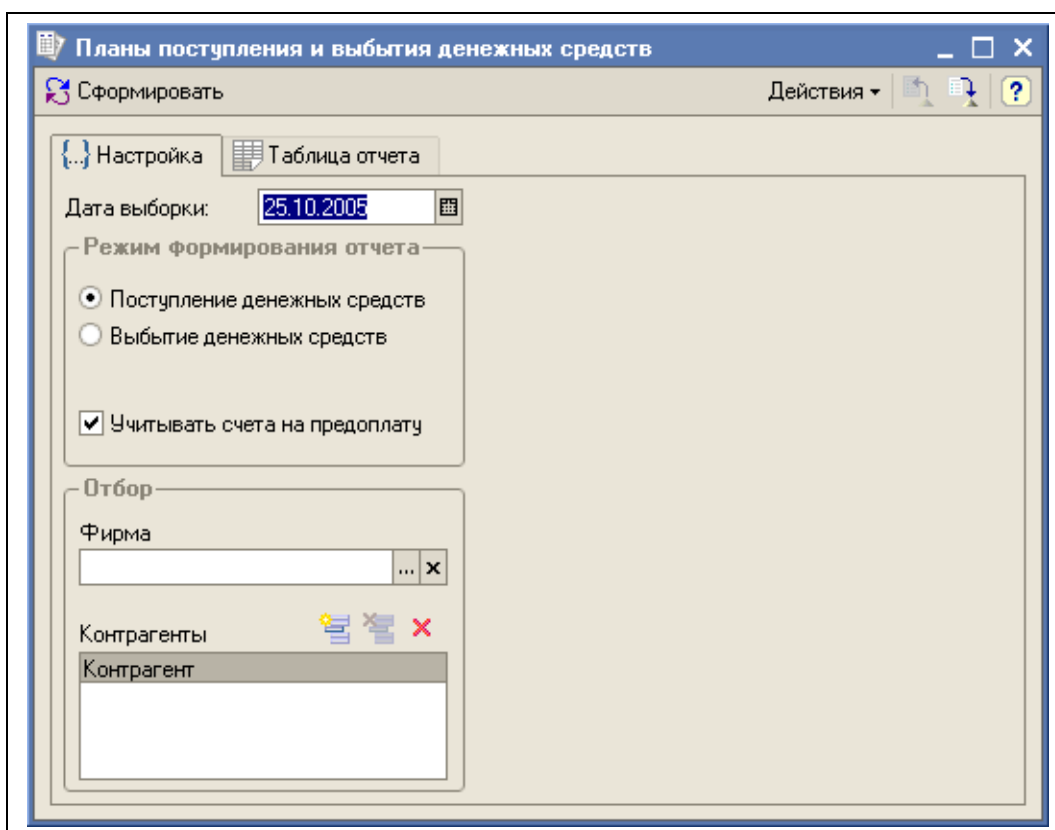 Планы поступления и выбытия денежных средств
Сформировать Действия ?
{...} Настройка Таблица отчета
Дата выборки: 25.10.2005
Режим формирования отчета
Поступление денежных средств
Выбытие денежных средств
Учитывать счета на предоплату
Отбор
Фирма
... x
Контрагенты
Контрагент